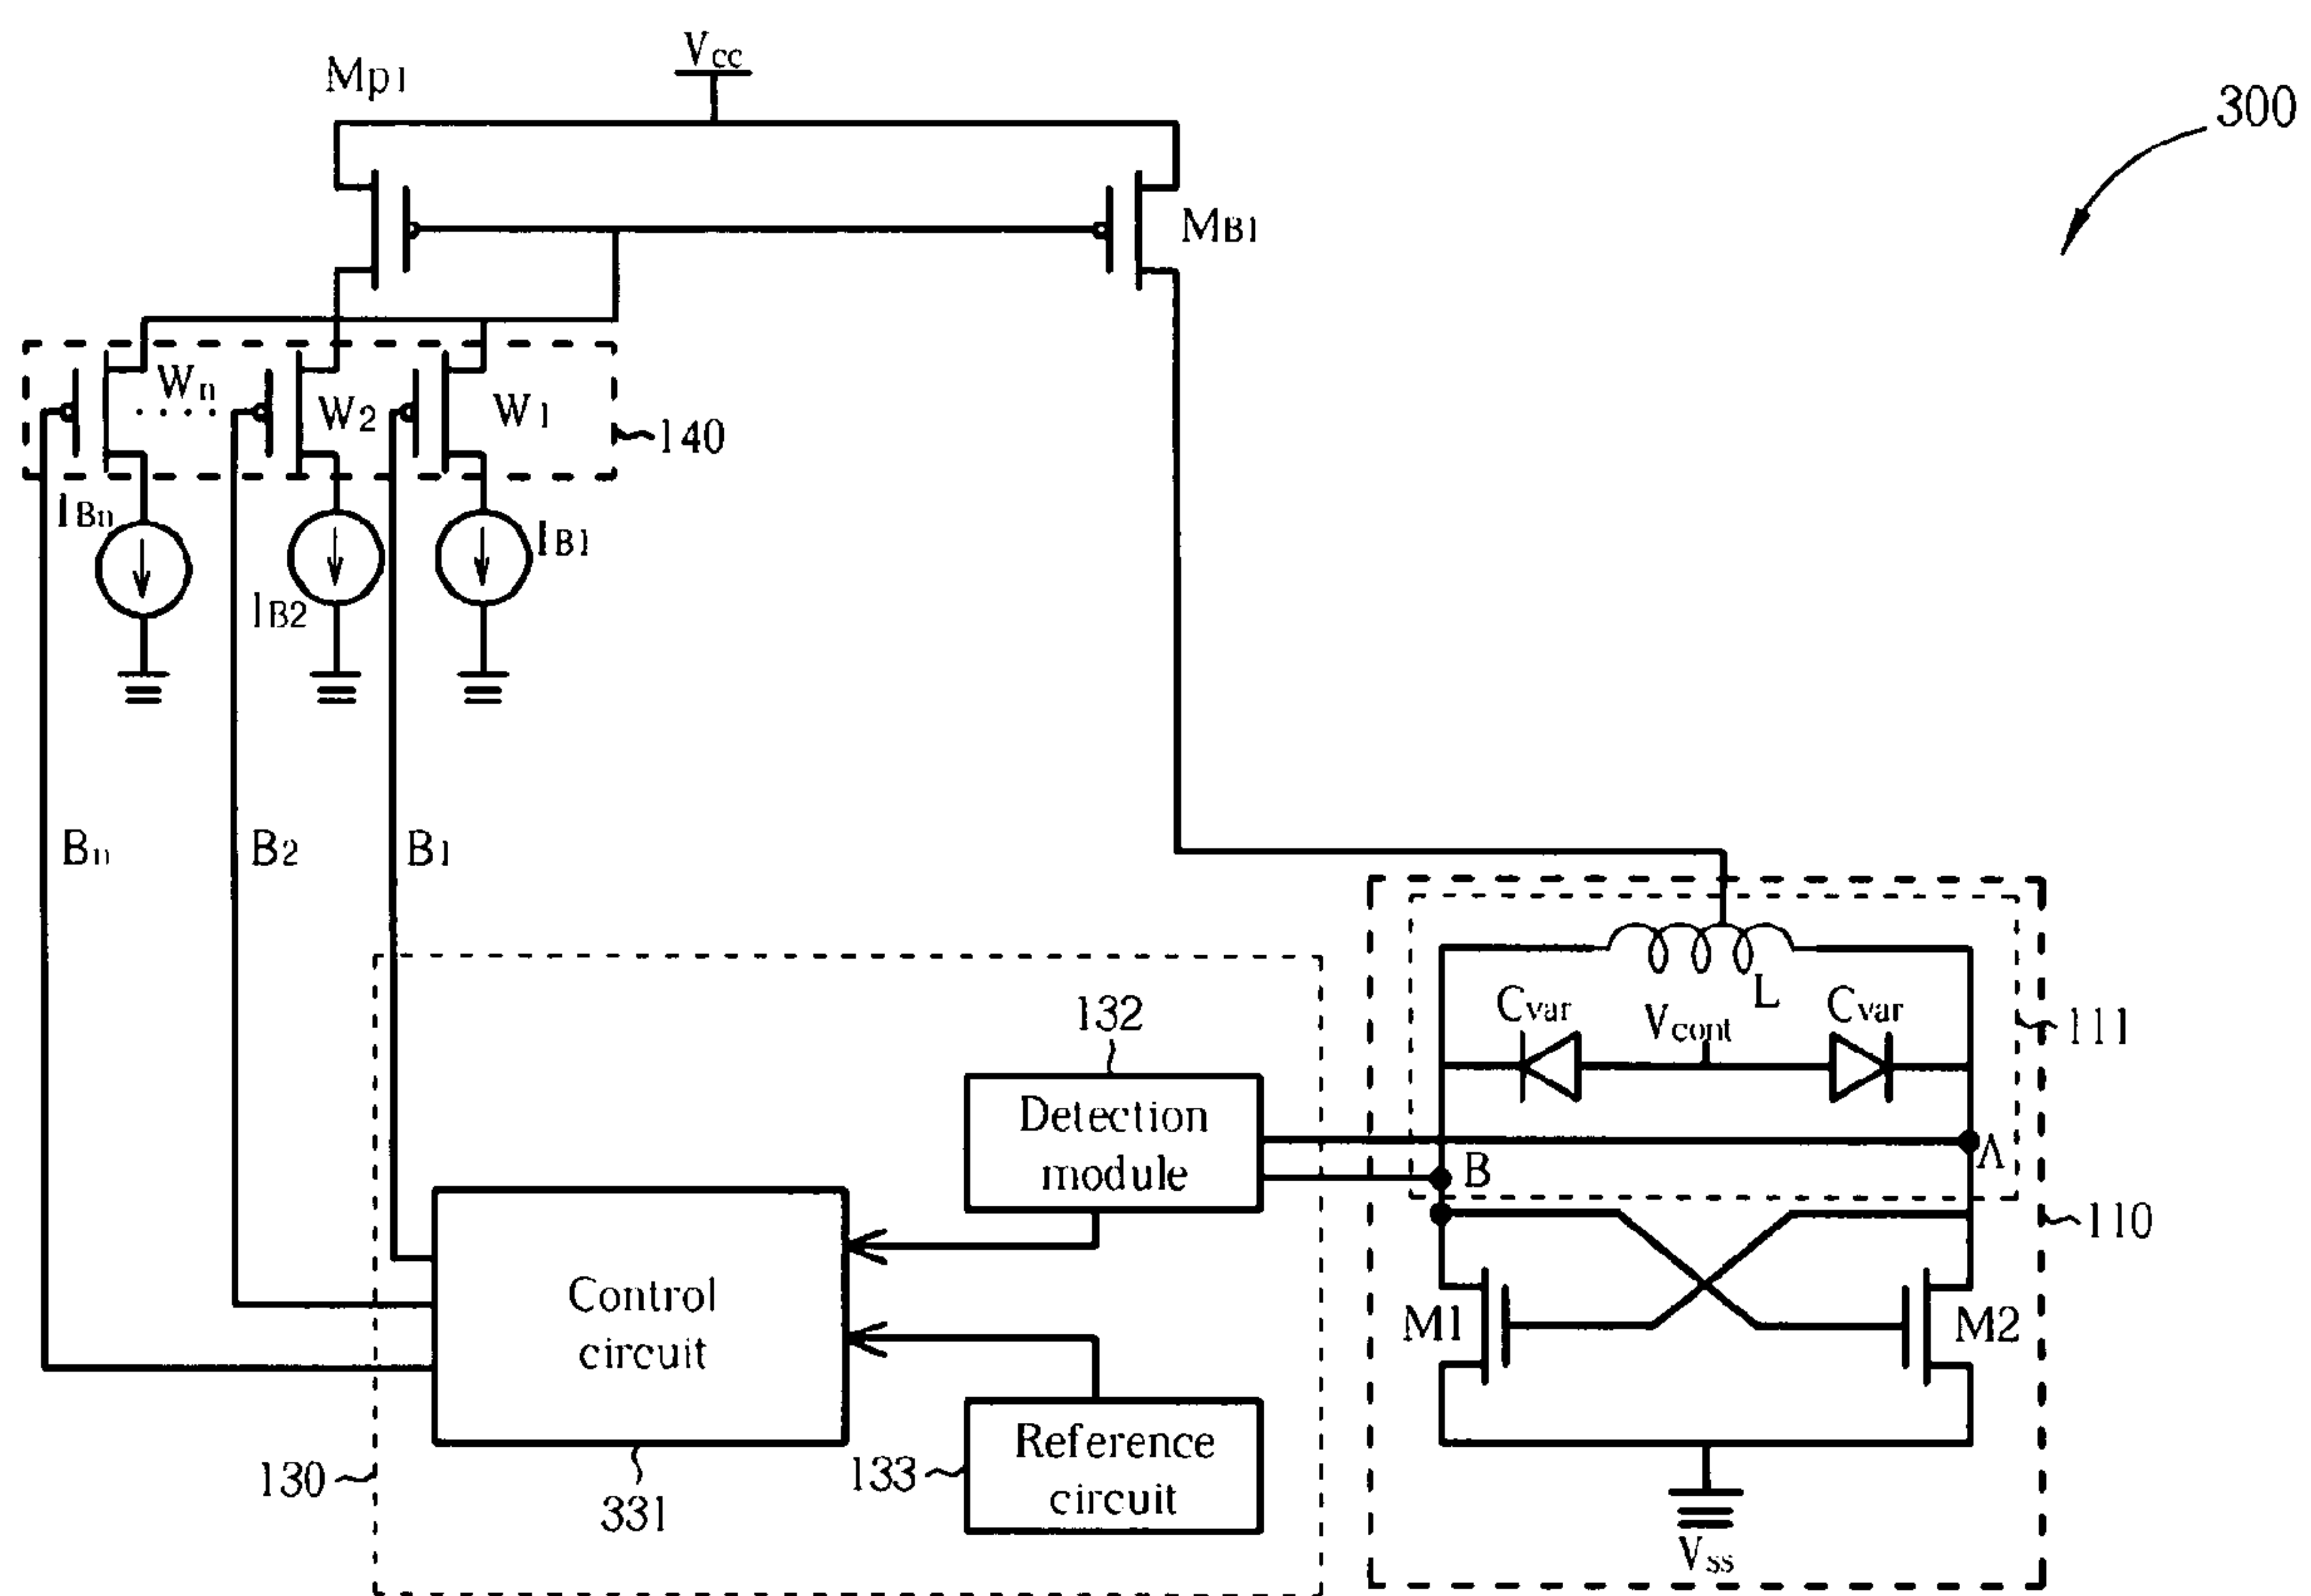 Vcc
Mp1
300
MB1
Wn
. . . .
W2
W1
140
IBn
IB1
IB2
Bn
B2
B1
132
L
Cvar
Vcont
Cvar
111
Detection
module
A
B
110
Control
circuit
M1
M2
Reference
circuit
130
133
331
Vss